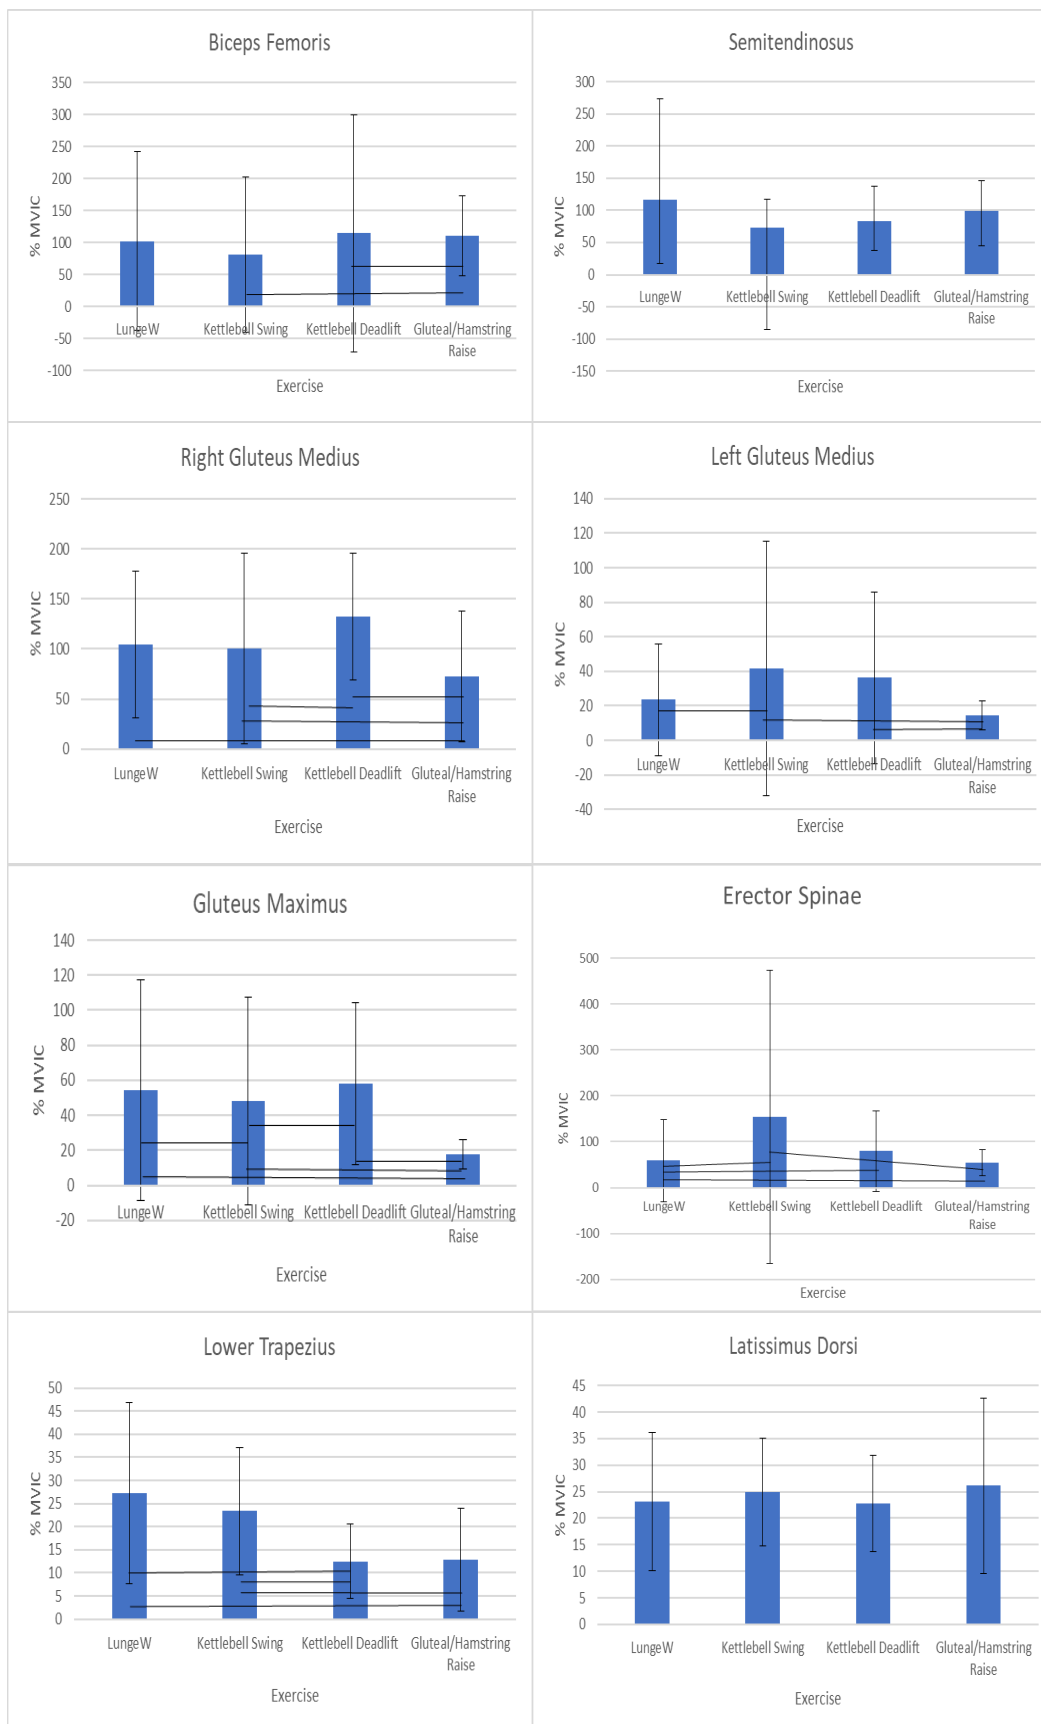 Biceps Femoris
350
300
250
200
150
100
50
0
-50
-100
% MVIC
LungeW
Kettlebell Swing
Kettlebell Deadlift
Gluteal/Hamstring
Raise
Exercise
Semitendinosus
300
250
200
150
100
50
0
-50
-100
-150
% MVIC
LungeW
Kettlebell Swing
Kettlebell Deadlift
Gluteal/Hamstring
Raise
Exercise
Right Gluteus Medius
250
200
150
100
50
0
% MVIC
LungeW
Kettlebell Swing
Kettlebell Deadlift
Gluteal/Hamstring
Raise
Exercise
Left Gluteus Medius
140
120
100
80
60
40
20
0
-20
-40
% MVIC
LungeW
Kettlebell Swing
Kettlebell Deadlift
Gluteal/Hamstring
Raise
Exercise
Gluteus Maximus
140
120
100
80
60
40
20
0
-20
% MVIC
LungeW
Kettlebell Swing
Kettlebell Deadlift
Gluteal/Hamstring
Raise
Exercise
Erector Spinae
500
400
300
200
100
0
-100
-200
% MVIC
LungeW
Kettlebell Swing
Kettlebell Deadlift
Gluteal/Hamstring
Raise
Exercise
Lower Trapezius
50
45
40
35
30
25
20
15
10
5
0
% MVIC
LungeW
Kettlebell Swing
Kettlebell Deadlift
Gluteal/Hamstring
Raise
Exercise
Latissimus Dorsi
45
40
35
30
25
20
15
10
5
0
% MVIC
LungeW
Kettlebell Swing
Kettlebell Deadlift
Gluteal/Hamstring
Raise
Exercise